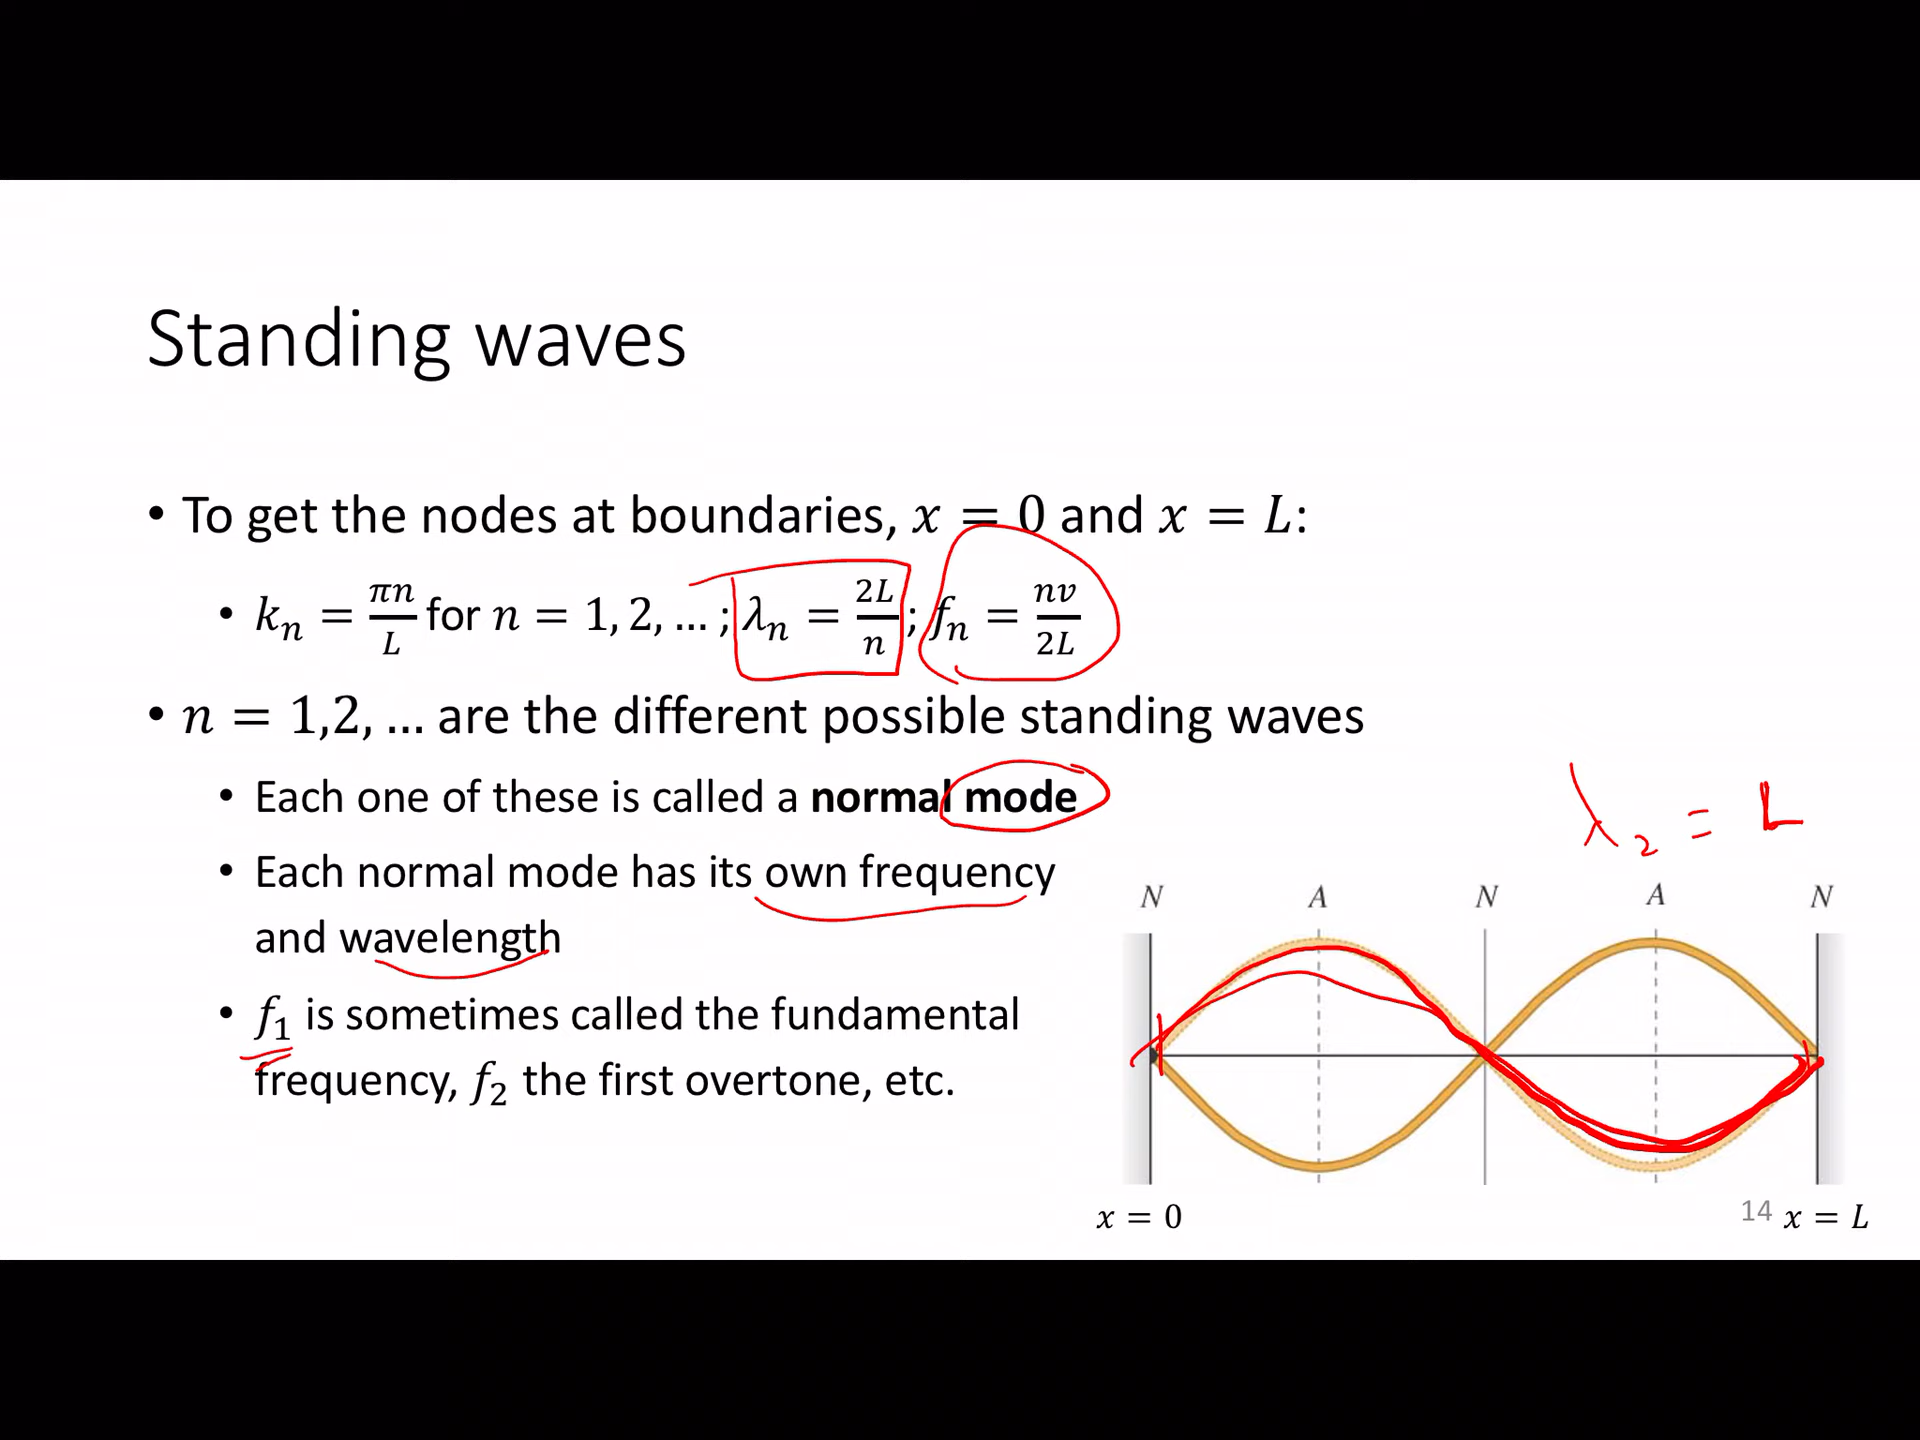 Standing waves
• To get the nodes at boundaries, x = 0 and x = L:
• kₙ = πn/L for n = 1, 2, … ; λₙ = 2L/n ; fₙ = nv/2L
• n = 1,2, … are the different possible standing waves
• Each one of these is called a normal mode
• Each normal mode has its own frequency
and wavelength
• f₁ is sometimes called the fundamental
frequency, f₂ the first overtone, etc.
λ₂ = L
N A N A N
x = 0 14 x = L